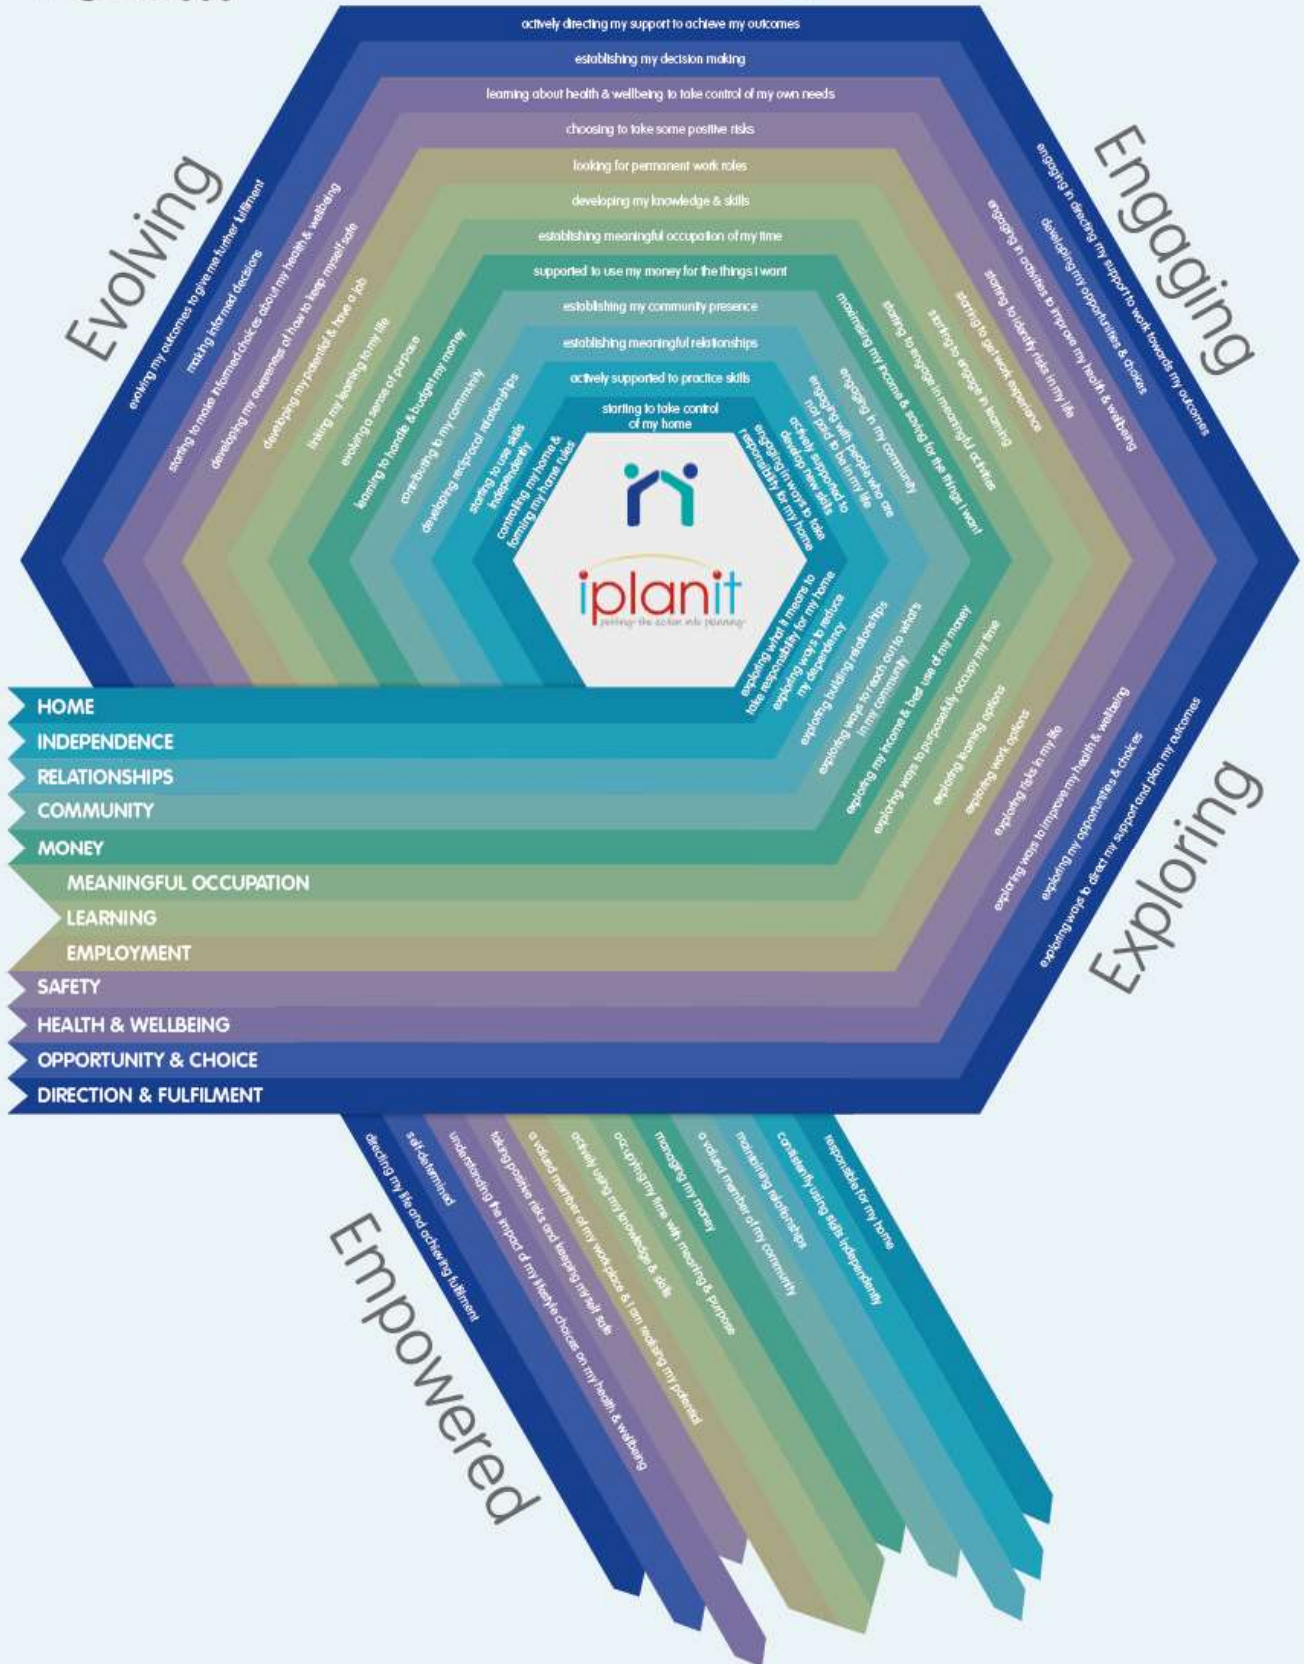 actively directing my support to achieve my outcomes
establishing my decision making
learning about health & wellbeing to take control of my own needs
choosing to take some positive risks
looking for permanent work roles
developing my knowledge & skills
establishing meaningful occupation of my time
supported to use my money for the things I want
establishing my community presence
establishing meaningful relationships
actively supported to practice skills
starting to take control
of my home
Evolving
evolving my outcomes to give me further fulfilment
making informed decisions
starting to make informed choices about my health & wellbeing
developing my awareness of how to keep myself safe
developing my potential & have a job
linking my learning to my life
evolving a sense of purpose
learning to handle & budget my money
contributing to my community
developing reciprocal relationships
starting to use skills
independently
controlling my home &
forming my home rules
Engaging
engaging in directing my support to work towards my outcomes
developing my opportunities & choices
engaging in activities to improve my health & wellbeing
starting to identify risks in my life
starting to get work experience
starting to engage in learning
starting to engage in meaningful activities
maximising my income & saving for the things I want
engaging in my community
engaging with people who are
not paid to be in my life
actively supported to
develop new skills
engaging in ways to take
responsibility for my home
iplanit
putting the action into planning
exploring what it means to
take responsibility for my home
exploring ways to reduce
my dependency
exploring building relationships
exploring ways to reach out to what's
in my community
exploring my income & best use of my money
exploring ways to purposefully occupy my time
exploring learning options
exploring work options
exploring risks in my life
exploring ways to improve my health & wellbeing
exploring my opportunities & choices
exploring ways to direct my support and plan my outcomes
Exploring
HOME
INDEPENDENCE
RELATIONSHIPS
COMMUNITY
MONEY
MEANINGFUL OCCUPATION
LEARNING
EMPLOYMENT
SAFETY
HEALTH & WELLBEING
OPPORTUNITY & CHOICE
DIRECTION & FULFILMENT
Empowered
directing my life and achieving fulfilment
self-determined
understanding the impact of my lifestyle choices on my health & wellbeing
taking positive risks and keeping my self safe
a valued member of my workplace & I am realising my potential
actively using my knowledge & skills
occupying my time with meaning & purpose
managing my money
a valued member of my community
maintaining relationships
consistently using skills independently
responsible for my home